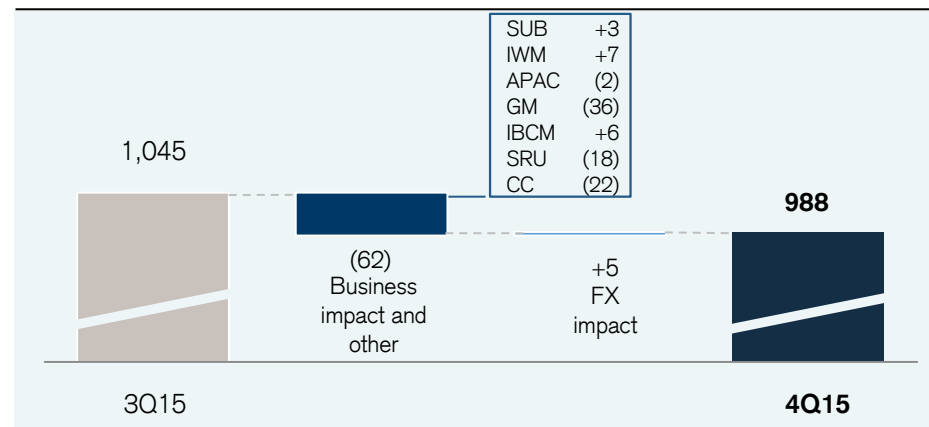 SUB +3
IWM +7
APAC (2)
GM (36)
IBCM +6
SRU (18)
CC (22)
1,045
988
(62)
Business
impact and
other
+5
FX
impact
3Q15
4Q15